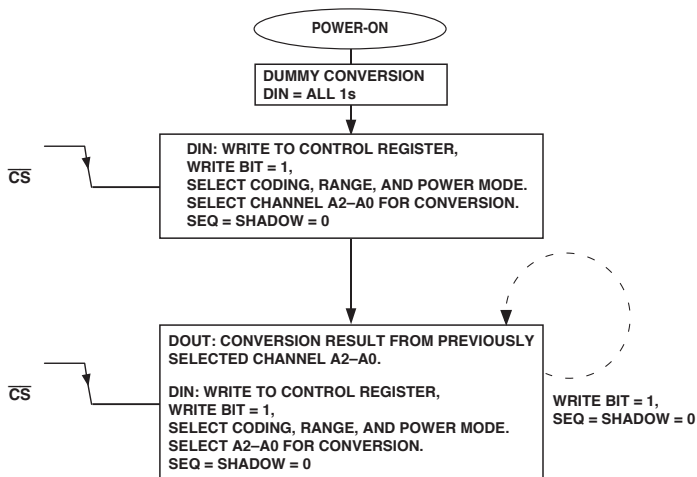 POWER-ON
DUMMY CONVERSION
DIN = ALL 1s
CS
DIN: WRITE TO CONTROL REGISTER,
WRITE BIT = 1,
SELECT CODING, RANGE, AND POWER MODE.
SELECT CHANNEL A2–A0 FOR CONVERSION.
SEQ = SHADOW = 0
CS
DOUT: CONVERSION RESULT FROM PREVIOUSLY
SELECTED CHANNEL A2–A0.
DIN: WRITE TO CONTROL REGISTER,
WRITE BIT = 1,
SELECT CODING, RANGE, AND POWER MODE.
SELECT A2–A0 FOR CONVERSION.
SEQ = SHADOW = 0
WRITE BIT = 1,
SEQ = SHADOW = 0